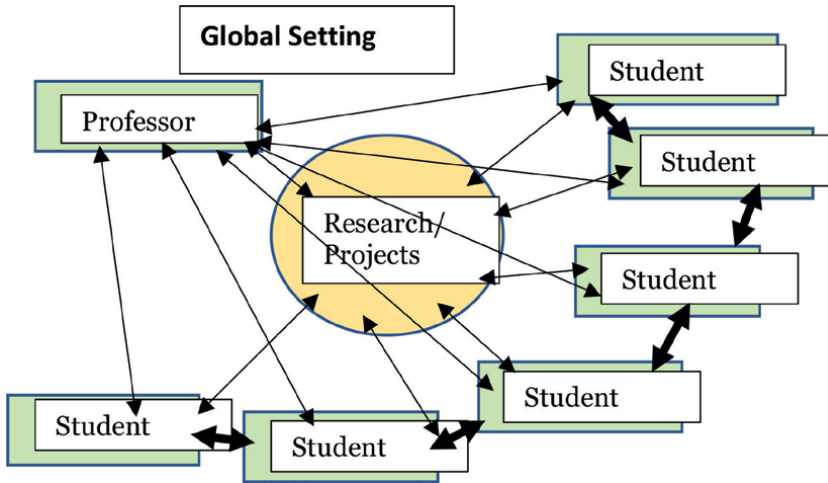 Global Setting
Student
Professor
Student
Research/
Projects
Student
Student
Student
Student